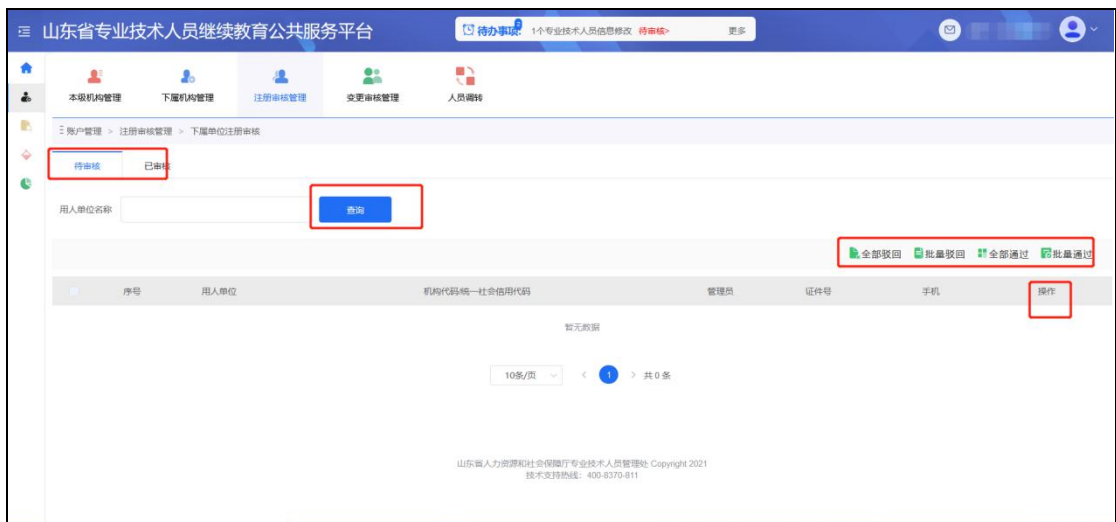 山东省专业技术人员继续教育公共服务平台
待办事项 2 1个专业技术人员信息修改 待审核> 更多
本级机构管理 下属机构管理 注册审核管理 变更审核管理 人员调转
账户管理 > 注册审核管理 > 下属单位注册审核
待审核 已审核
用人单位名称 查询
全部驳回 批量驳回 全部通过 批量通过
序号 用人单位 机构代码/统一社会信用代码 管理员 证件号 手机 操作
暂无数据
10条/页 < 1 > 共 0 条
山东省人力资源和社会保障厅专业技术人员管理处 Copyright 2021
技术支持热线：400-8370-811